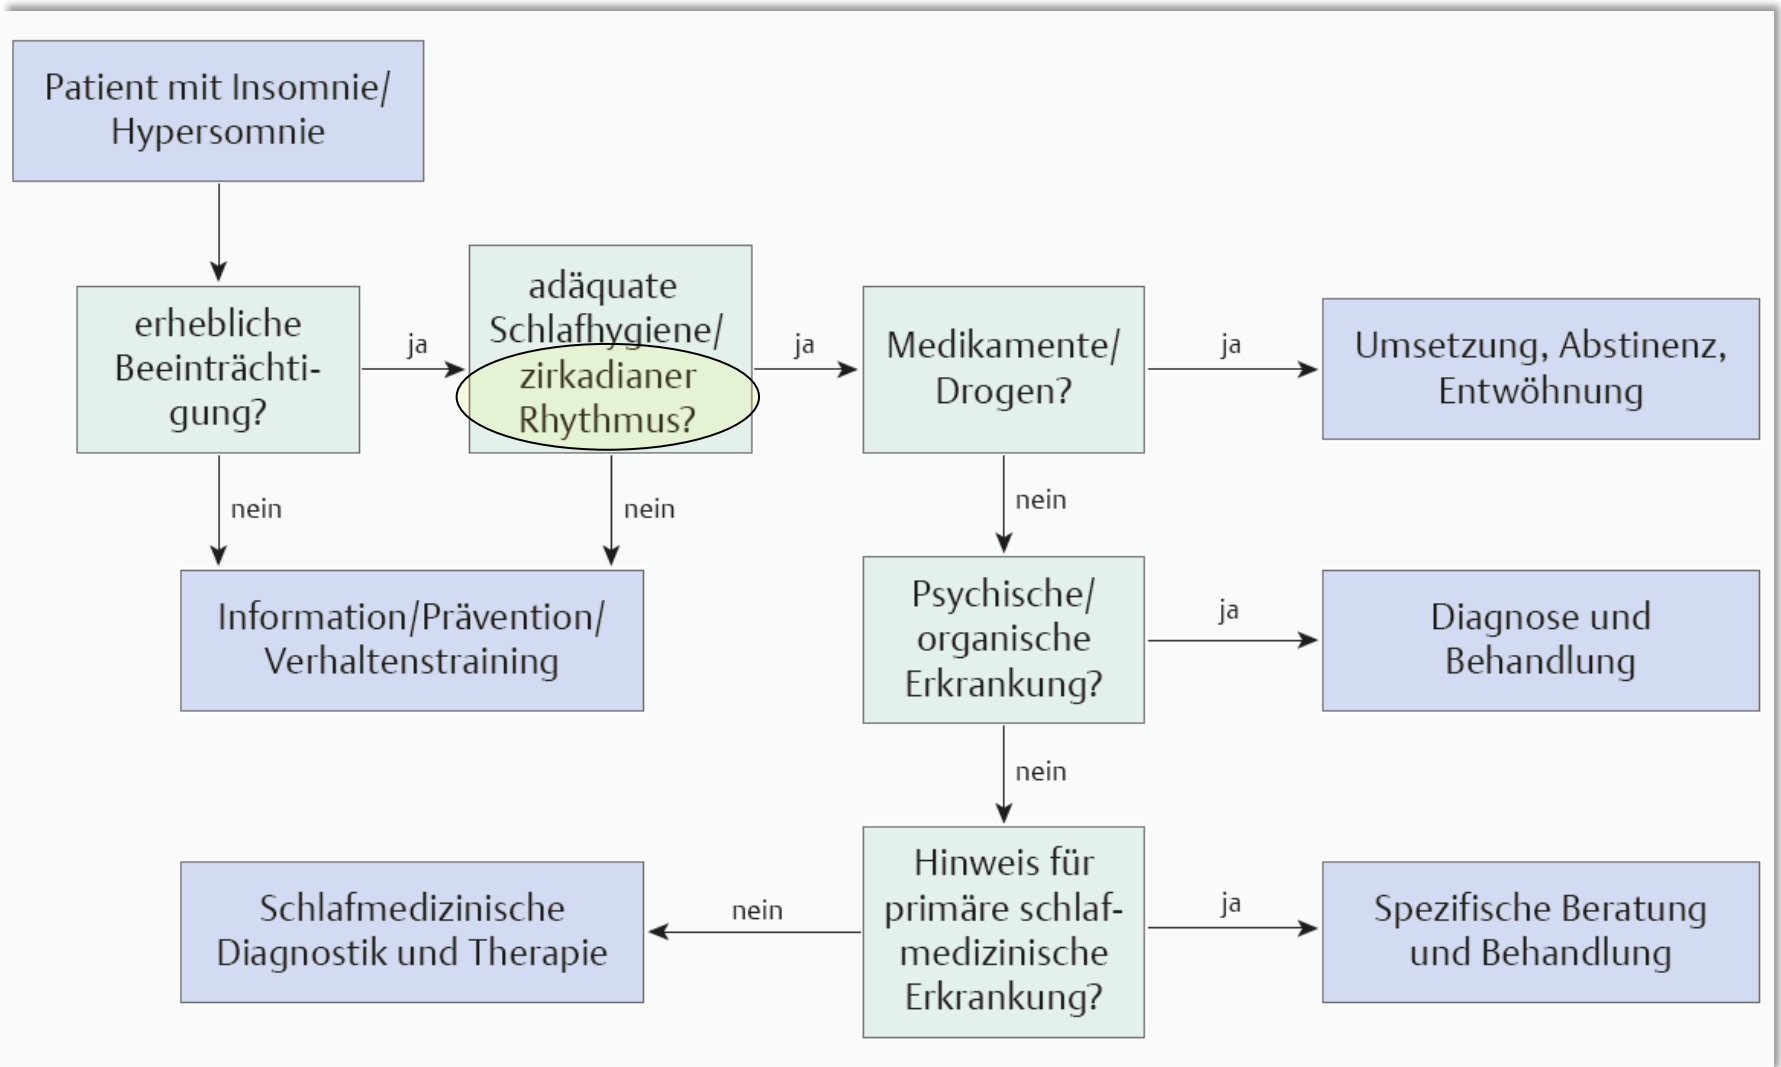 Patient mit Insomnie/
Hypersomnie
erhebliche
Beeinträchti-
gung?
ja
adäquate
Schlafhygiene/
zirkadianer
Rhythmus?
ja
Medikamente/
Drogen?
ja
Umsetzung, Abstinenz,
Entwöhnung
nein
nein
nein
Information/Prävention/
Verhaltenstraining
Psychische/
organische
Erkrankung?
ja
Diagnose und
Behandlung
nein
Schlafmedizinische
Diagnostik und Therapie
nein
Hinweis für
primäre schlaf-
medizinische
Erkrankung?
ja
Spezifische Beratung
und Behandlung